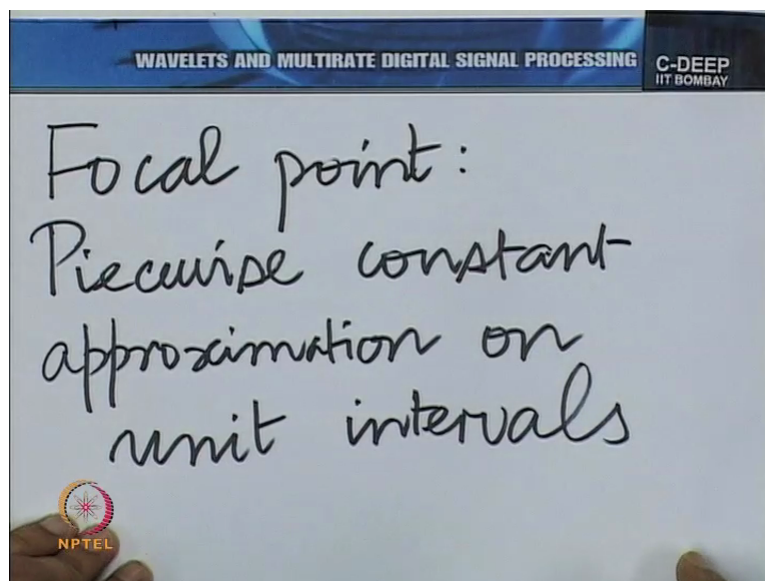 WAVELETS AND MULTIRATE DIGITAL SIGNAL PROCESSING
C-DEEP
IIT BOMBAY
Focal point:
Piecewise constant
approximation on
unit intervals
NPTEL